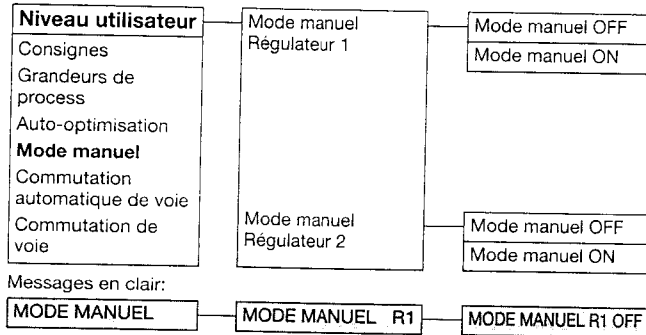 Niveau utilisateur
Consignes
Grandeurs de
process
Auto-optimisation
Mode manuel
Commutation
automatique de voie
Commutation de
voie
Mode manuel
Régulateur 1
Mode manuel OFF
Mode manuel ON
Mode manuel
Régulateur 2
Mode manuel OFF
Mode manuel ON
Messages en clair:
MODE MANUEL
MODE MANUEL R1
MODE MANUEL R1 OFF